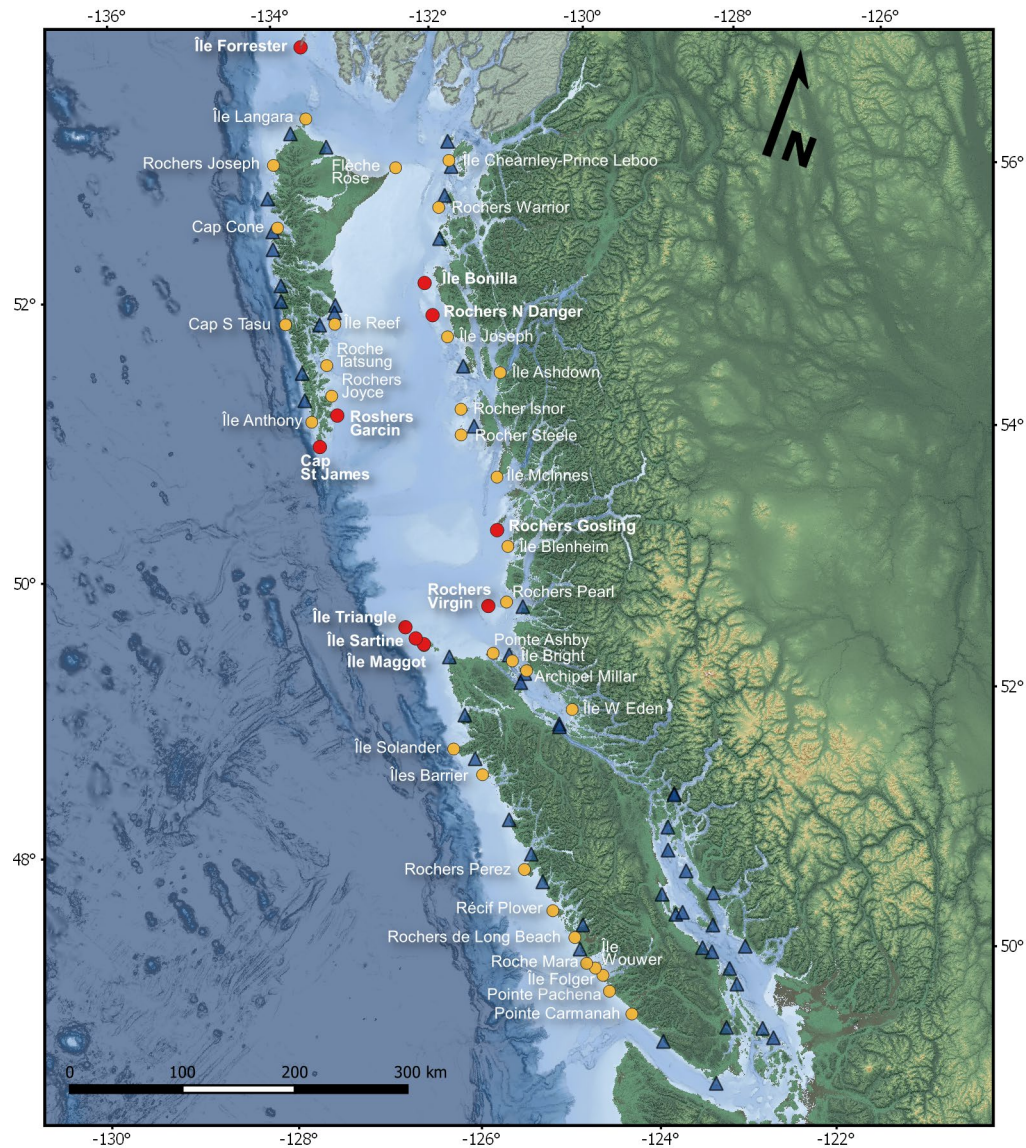 -136°
-134°
-132°
-130°
-128°
-126°
Île Forrester
Île Langara
Rochers Joseph
Flèche
Rose
Île Chearnley-Prince Leboo
56°
Rochers Warrior
Cap Cone
Île Bonilla
52°
Rochers N Danger
Cap S Tasu
Île Reef
Île Joseph
Roche
Tatsung
Île Ashdown
Rochers
Joyce
Rocher Isnor
Île Anthony
Roshers
Garcin
54°
Rocher Steele
Cap
St James
Île McInnes
Rochers Gosling
Île Blenheim
50°
Rochers
Virgin
Rochers Pearl
Île Triangle
Île Sartine
Île Maggot
Pointe Ashby
Île Bright
Archipel Millar
52°
Île W Eden
Île Solander
Îles Barrier
48°
Rochers Perez
Récif Plover
Rochers de Long Beach
50°
Île
Wouwer
Roche Mara
Île Folger
Pointe Pachena
Pointe Carmanah
N
0
100
200
300 km
-130°
-128°
-126°
-124°
-122°